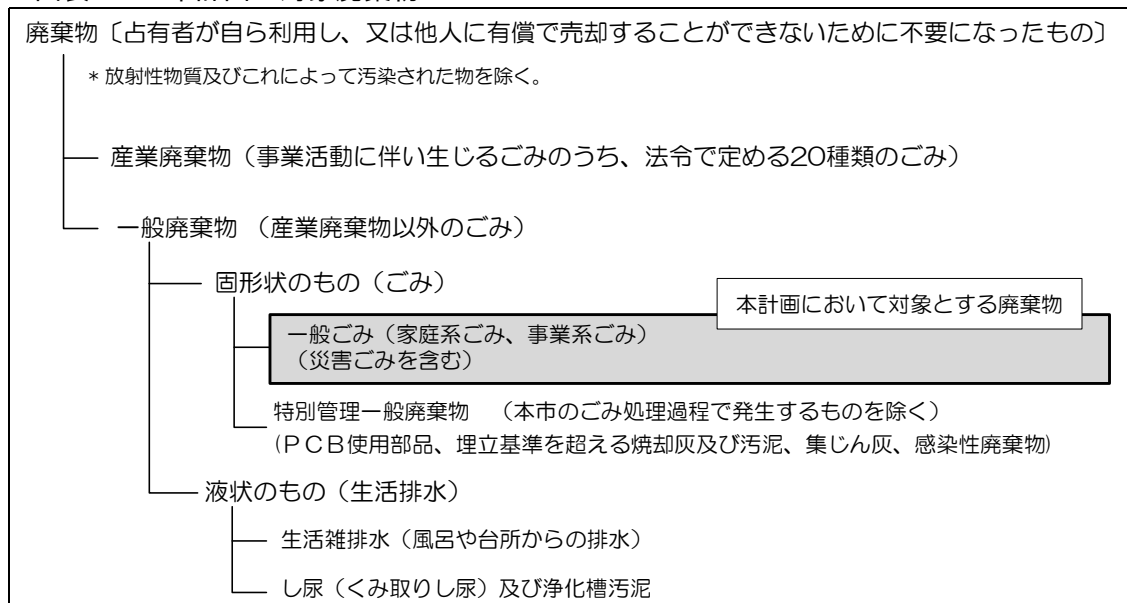 廃棄物〔占有者が自ら利用し、又は他人に有償で売却することができないために不要になったもの〕
*放射性物質及びこれによって汚染された物を除く。
産業廃棄物（事業活動に伴い生じるごみのうち、法令で定める20種類のごみ）
一般廃棄物 （産業廃棄物以外のごみ）
固形状のもの（ごみ）
本計画において対象とする廃棄物
一般ごみ（家庭系ごみ、事業系ごみ）
（災害ごみを含む）
特別管理一般廃棄物 （本市のごみ処理過程で発生するものを除く）
(ＰＣＢ使用部品、埋立基準を超える焼却灰及び汚泥、集じん灰、感染性廃棄物)
液状のもの（生活排水）
生活雑排水（風呂や台所からの排水）
し尿（くみ取りし尿）及び浄化槽汚泥